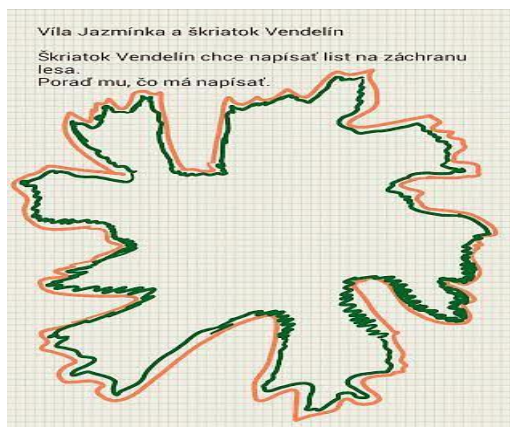 Víla Jazmínka a škriatok Vendelín
Škriatok Vendelín chce napísať list na záchranu
lesa.
Poraď mu, čo má napísať.